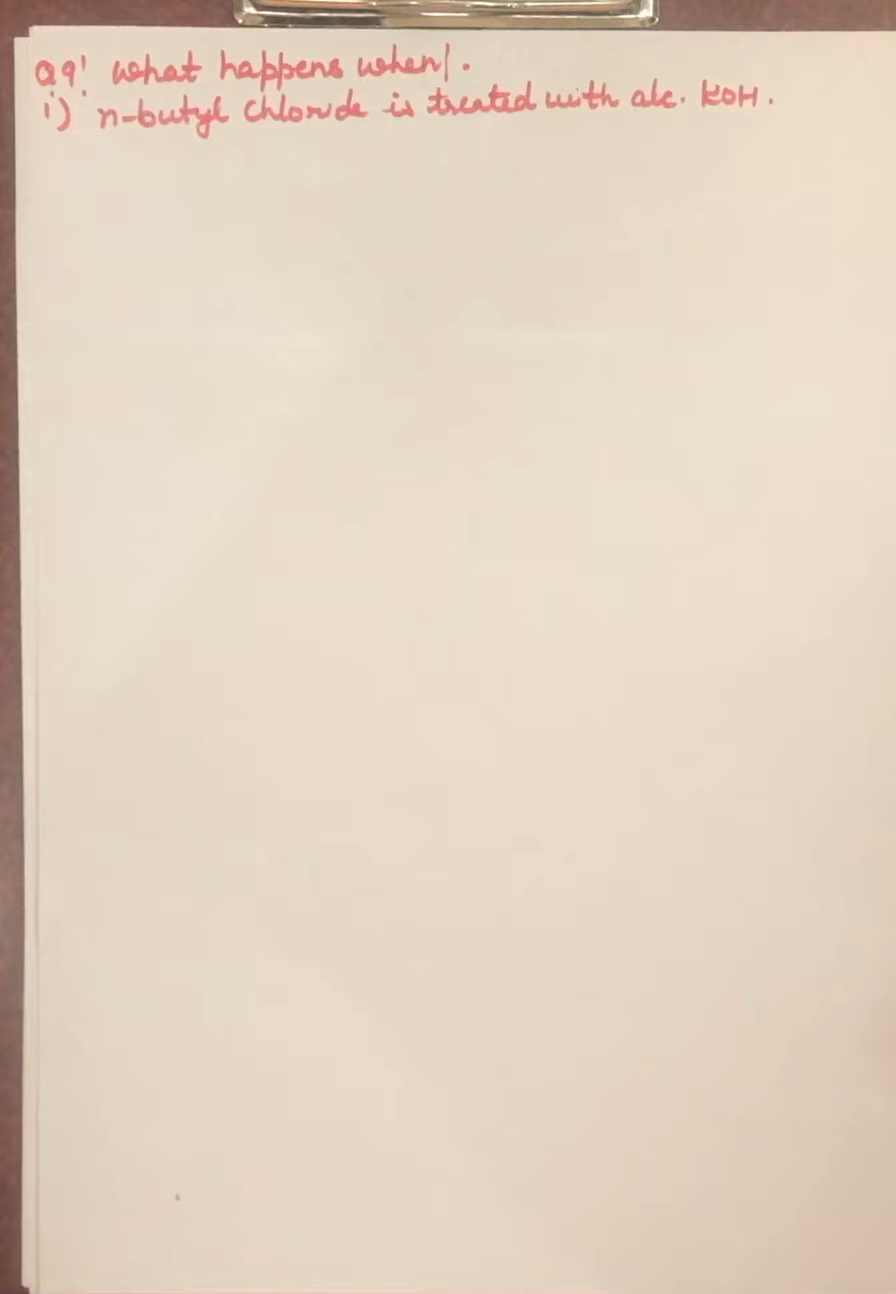 Q9! what happens when/.
i) n-butyl chloride is treated with alc. KOH.